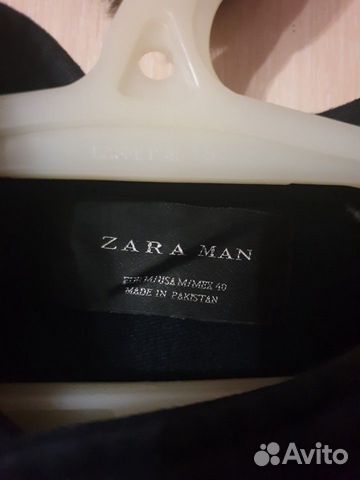 ZARA MAN
EUR M/USA M/MEX 40
MADE IN PAKISTAN
Avito